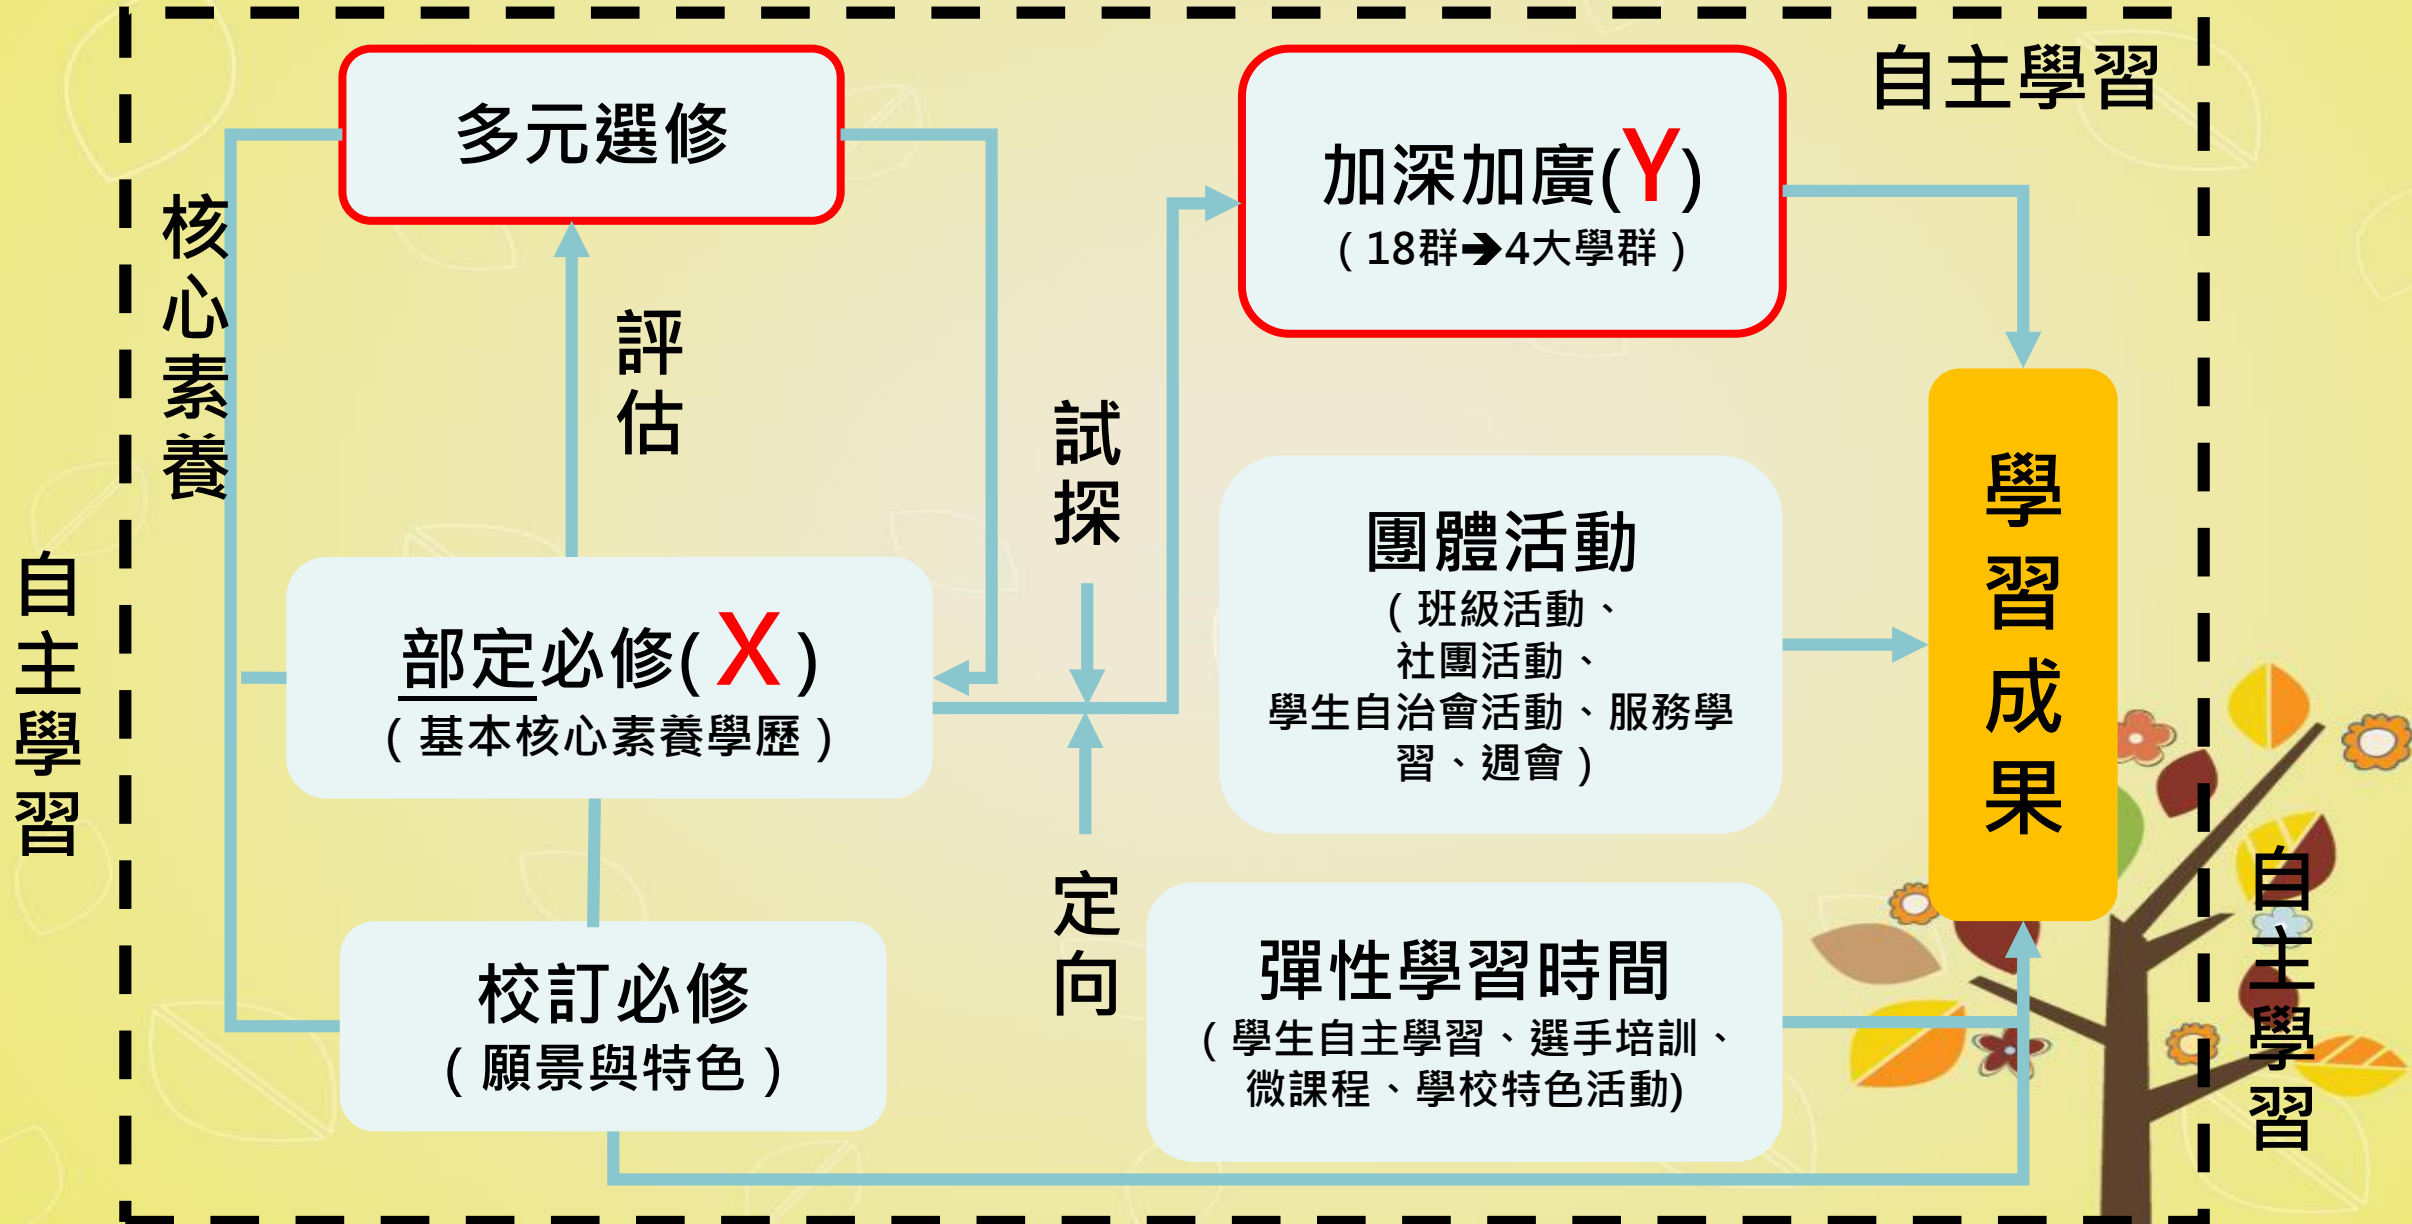 自主學習
多元選修
加深加廣(Y)
(18群➔4大學群)
核心素養
評估
試探
團體活動
(班級活動、
社團活動、
學生自治會活動、服務學
習、週會)
學習成果
自主學習
部定必修(X)
(基本核心素養學歷)
定向
校訂必修
(願景與特色)
彈性學習時間
(學生自主學習、選手培訓、
微課程、學校特色活動)
自主學習